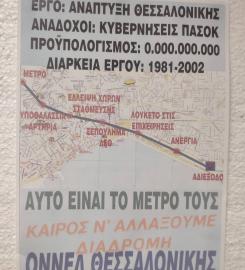 ΕΡΓΟ: ΑΝΑΠΤΥΞΗ ΘΕΣΣΑΛΟΝΙΚΗΣ
ΑΝΑΔΟΧΟΙ: ΚΥΒΕΡΝΗΣΕΙΣ ΠΑΣΟΚ
ΠΡΟΫΠΟΛΟΓΙΣΜΟΣ: 0.000.000.000
ΔΙΑΡΚΕΙΑ ΕΡΓΟΥ: 1981-2002
ΜΕΤΡΟ
ΕΛΛΕΙΨΗ ΧΩΡΩΝ
ΣΤΑΘΜΕΥΣΗΣ
ΥΠΟΘΑΛΑΣΣΙΑ
ΑΡΤΗΡΙΑ
ΛΟΥΚΕΤΟ ΣΤΙΣ
ΕΠΙΧΕΙΡΗΣΕΙΣ
ΞΕΠΟΥΛΗΜΑ
ΔΕΘ
ΑΝΕΡΓΙΑ
ΑΔΙΕΞΟΔΟ
ΑΥΤΟ ΕΙΝΑΙ ΤΟ ΜΕΤΡΟ ΤΟΥΣ
ΚΑΙΡΟΣ Ν' ΑΛΛΑΞΟΥΜΕ
ΔΙΑΔΡΟΜΗ
ΟΝΝΕΔ ΘΕΣΣΑΛΟΝΙΚΗΣ